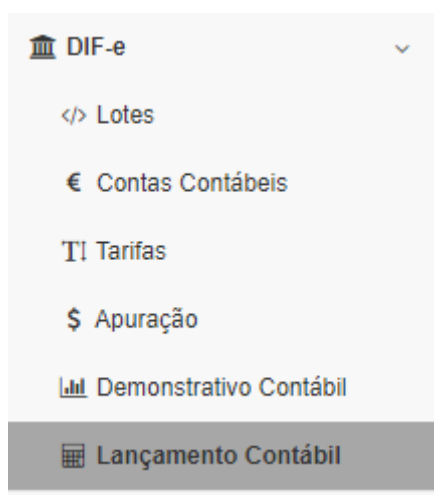 DIF-e
Lotes
Contas Contábeis
Tarifas
Apuração
Demonstrativo Contábil
Lançamento Contábil